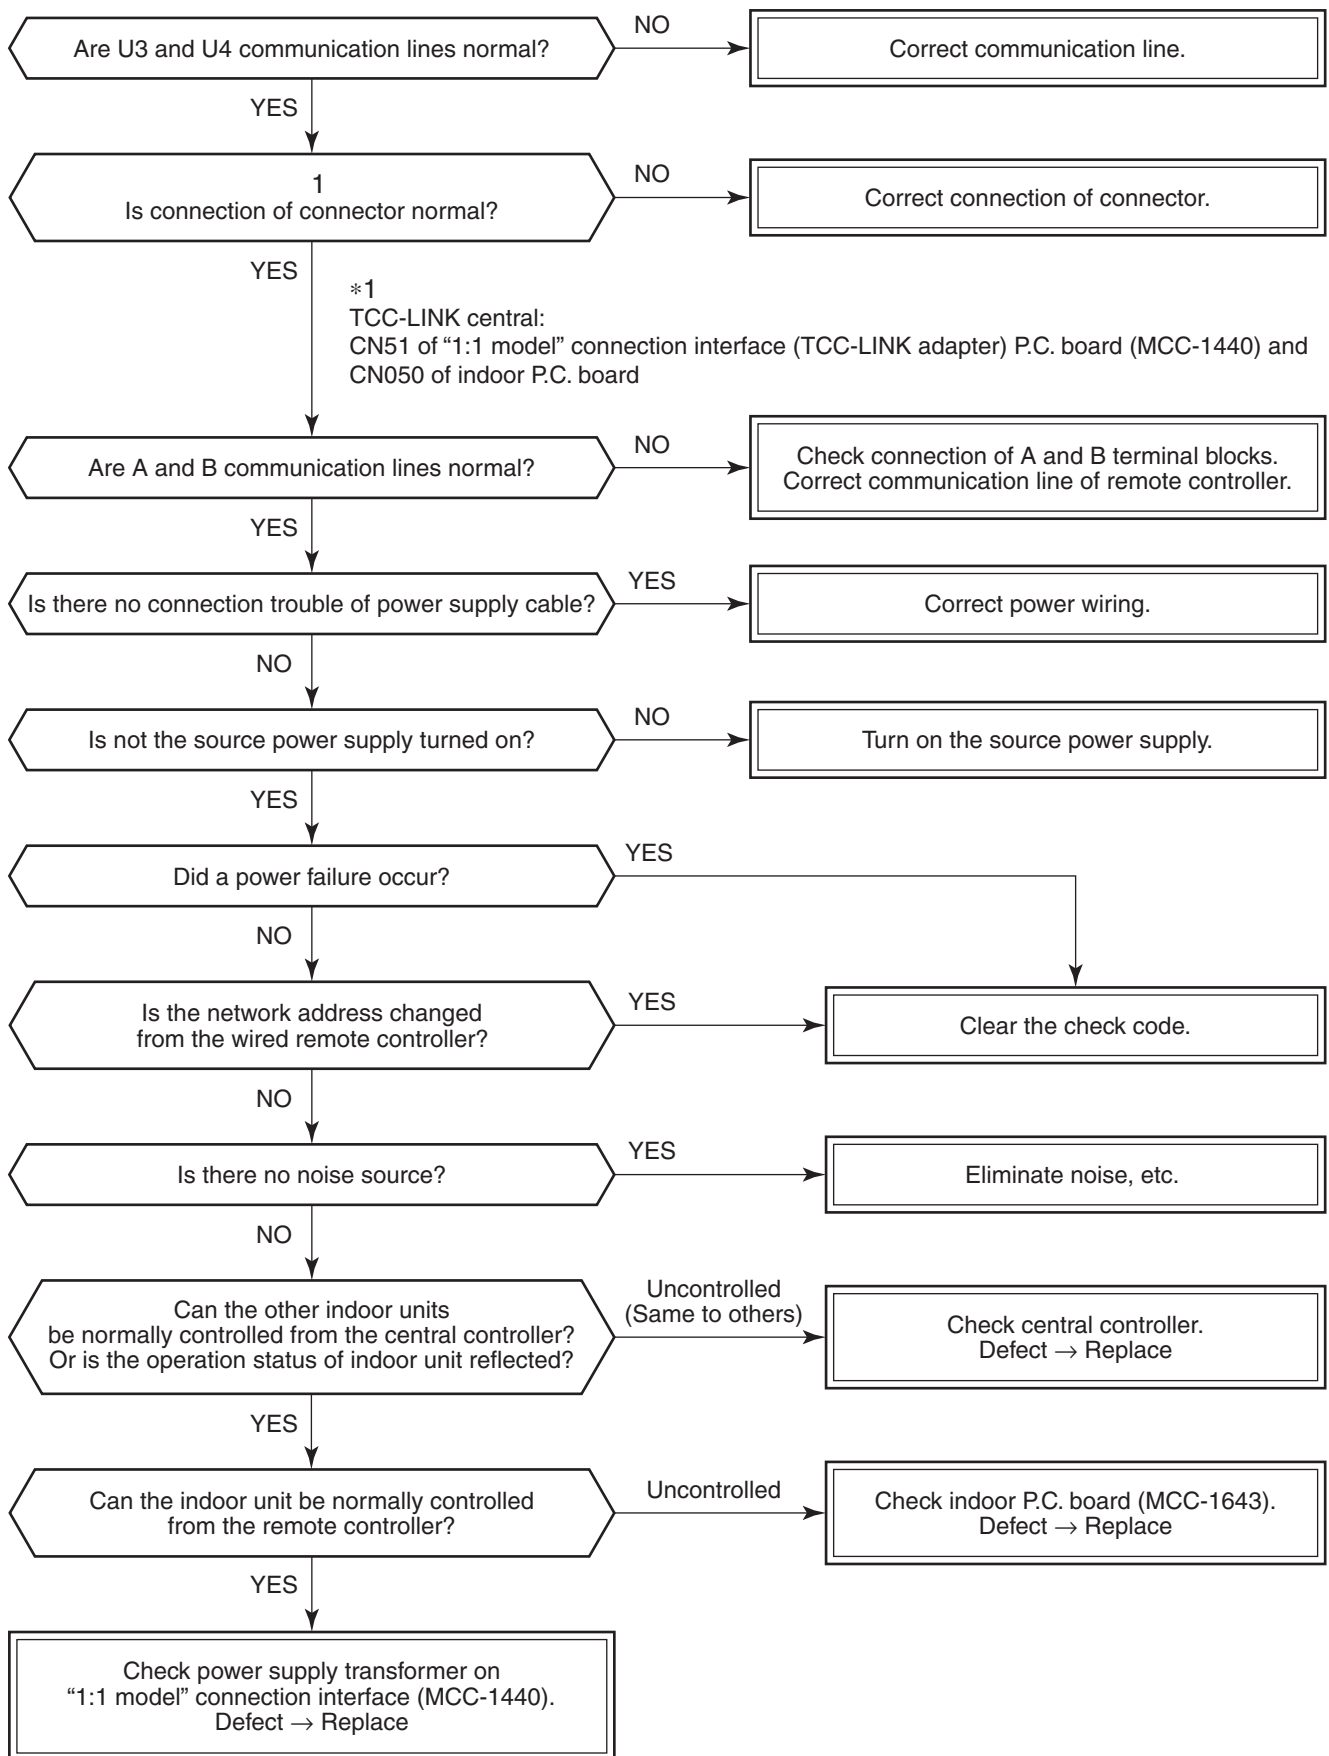 Are U3 and U4 communication lines normal?
NO
Correct communication line.
YES
1
Is connection of connector normal?
NO
Correct connection of connector.
YES
*1
TCC-LINK central:
CN51 of “1:1 model” connection interface (TCC-LINK adapter) P.C. board (MCC-1440) and
CN050 of indoor P.C. board
Are A and B communication lines normal?
NO
Check connection of A and B terminal blocks.
Correct communication line of remote controller.
YES
Is there no connection trouble of power supply cable?
YES
Correct power wiring.
NO
Is not the source power supply turned on?
NO
Turn on the source power supply.
YES
Did a power failure occur?
YES
NO
Is the network address changed
from the wired remote controller?
YES
Clear the check code.
NO
Is there no noise source?
YES
Eliminate noise, etc.
NO
Can the other indoor units
be normally controlled from the central controller?
Or is the operation status of indoor unit reflected?
Uncontrolled
(Same to others)
Check central controller.
Defect → Replace
YES
Can the indoor unit be normally controlled
from the remote controller?
Uncontrolled
Check indoor P.C. board (MCC-1643).
Defect → Replace
YES
Check power supply transformer on
“1:1 model” connection interface (MCC-1440).
Defect → Replace